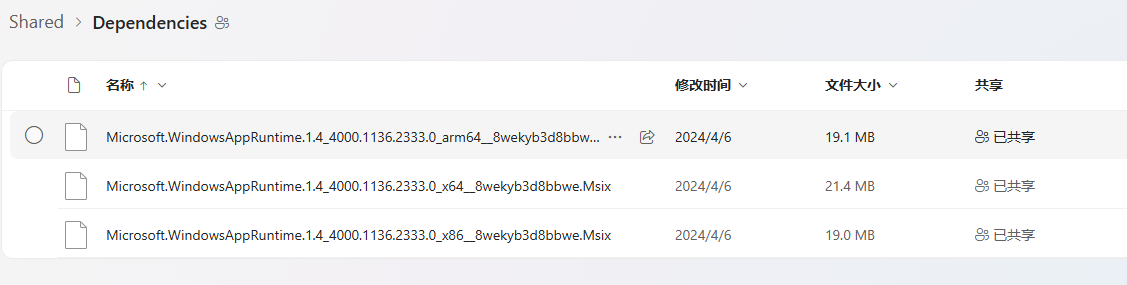 Shared > Dependencies
名称 ↑ 修改时间 文件大小 共享
Microsoft.WindowsAppRuntime.1.4_4000.1136.2333.0_arm64__8wekyb3d8bbw... ··· 2024/4/6 19.1 MB 已共享
Microsoft.WindowsAppRuntime.1.4_4000.1136.2333.0_x64__8wekyb3d8bbwe.Msix 2024/4/6 21.4 MB 已共享
Microsoft.WindowsAppRuntime.1.4_4000.1136.2333.0_x86__8wekyb3d8bbwe.Msix 2024/4/6 19.0 MB 已共享